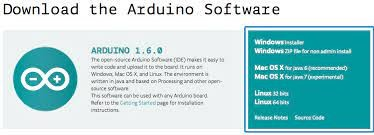 Download the Arduino Software
ARDUINO 1.6.0
The open-source Arduino Software (IDE) makes it easy to
write code and upload it to the board. It runs on
Windows, Mac OS X, and Linux. The environment is
written in Java and based on Processing and other open-
source software.
This software can be used with any Arduino board.
Refer to the Getting Started page for Installation
instructions.
Windows Installer
Windows ZIP file for non admin install
Mac OS X for Java 6 (recommended)
Mac OS X for Java 7 (experimental)
Linux 32 bits
Linux 64 bits
Release Notes Source Code